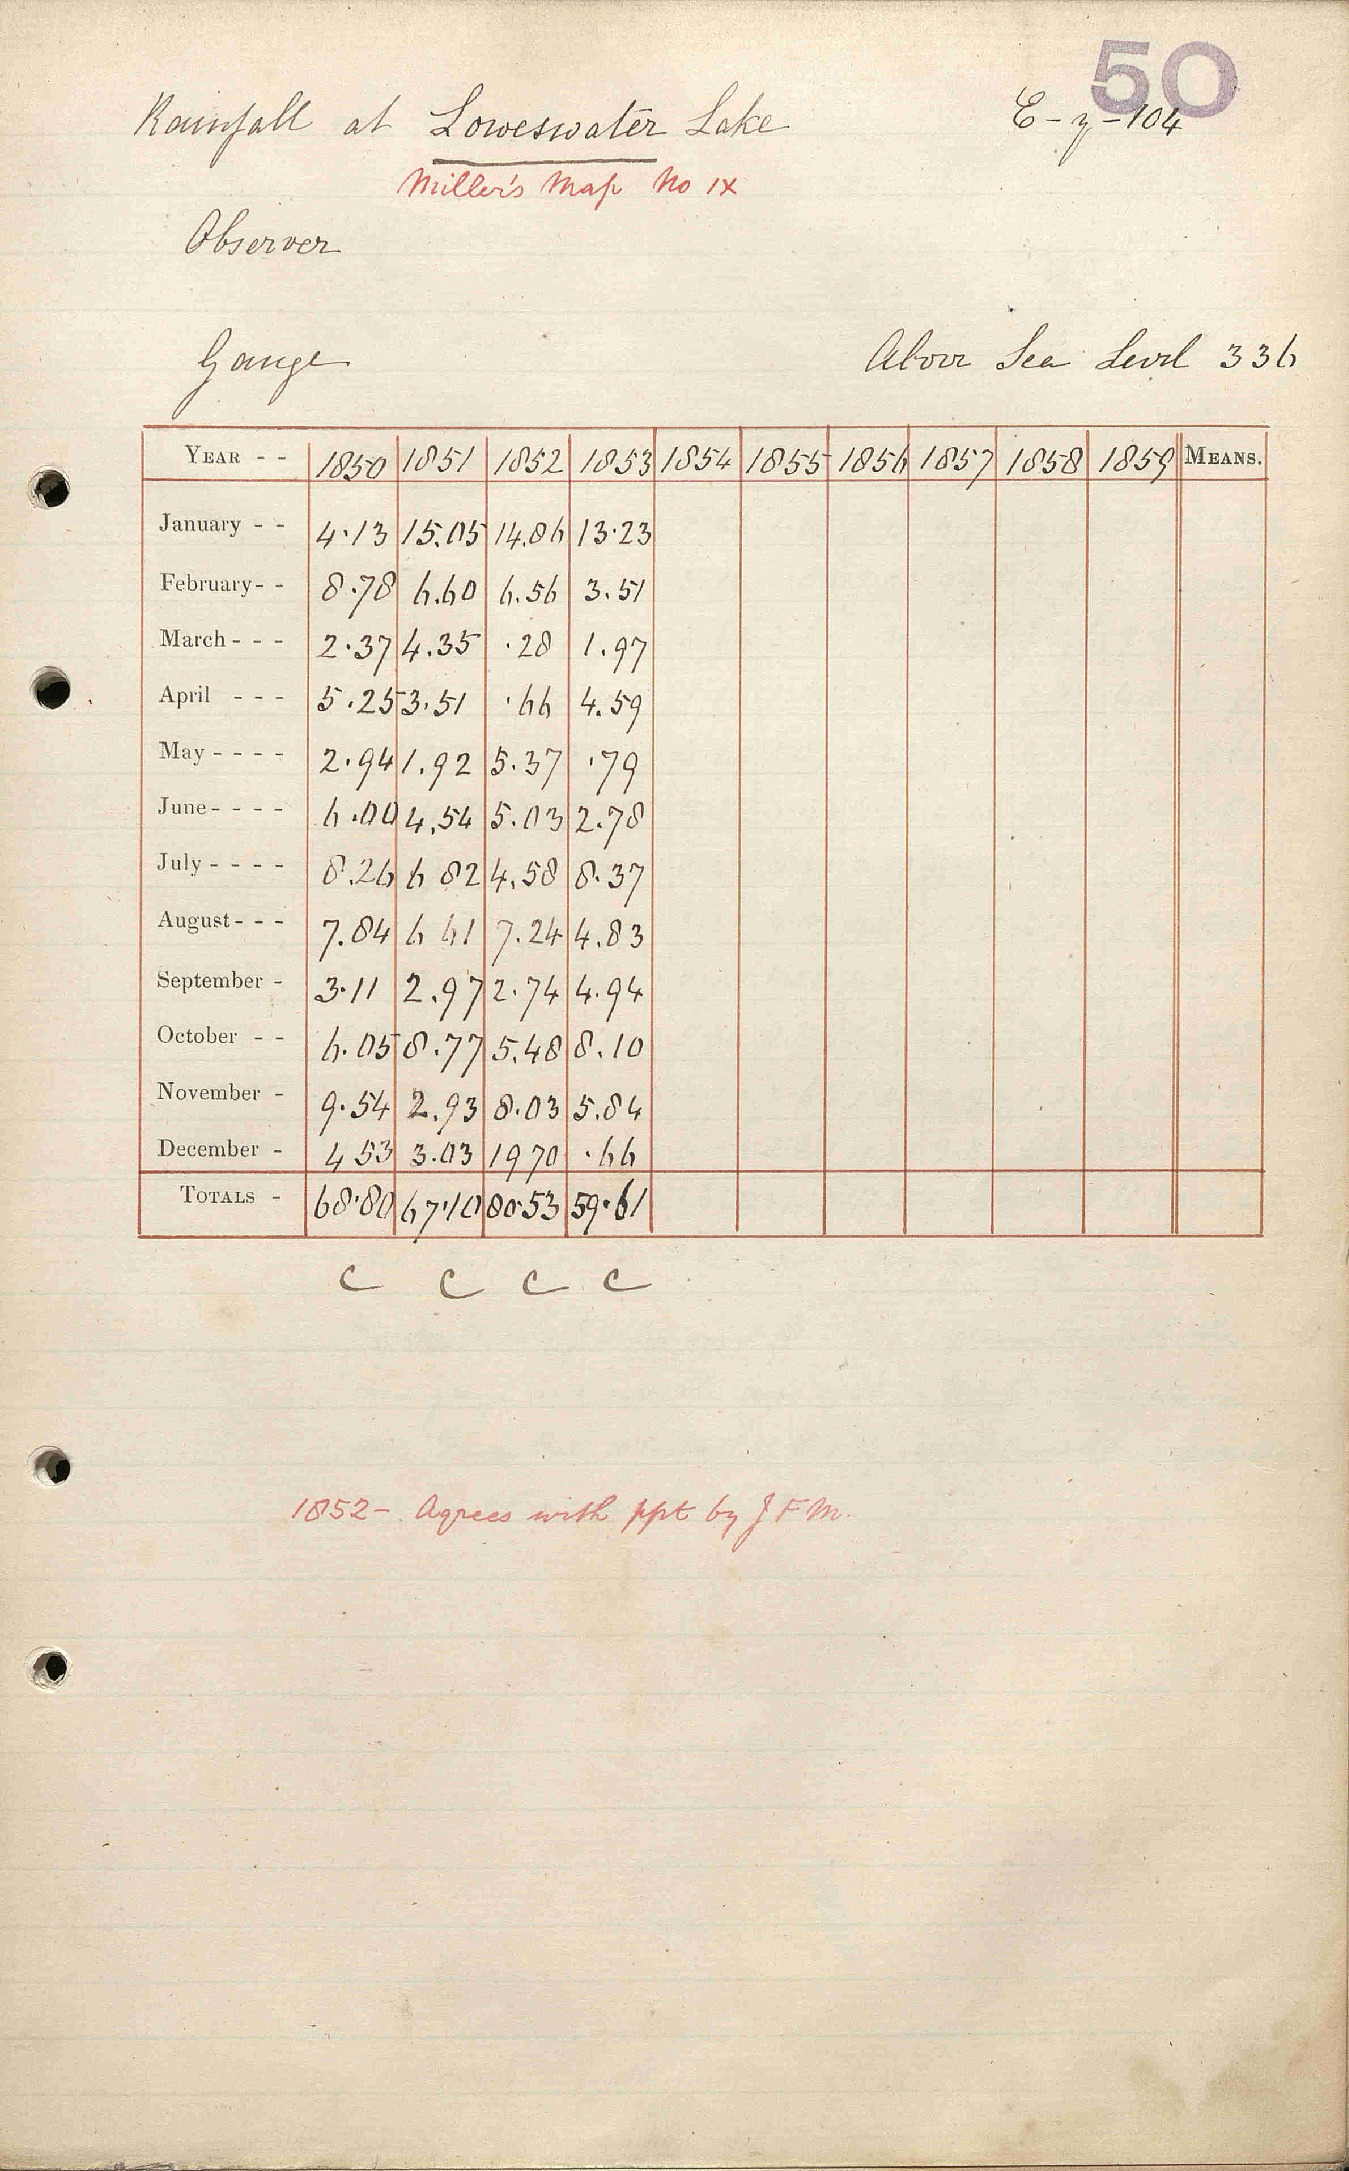 50
Rainfall at Loweswater Lake E-y-104
Miller's Map No IX
Observer
Gauge Above Sea Level 336
YEAR - - 1850 1851 1852 1853 1854 1855 1856 1857 1858 1859 MEANS.
January - - 4.13 15.05 14.86 13.23
February - - 8.78 6.60 6.56 3.51
March - - - 2.37 4.35 .28 1.97
April - - - 5.25 3.51 .66 4.59
May - - - - 2.94 1.92 5.37 .79
June - - - - 6.00 4.54 5.03 2.78
July - - - - 8.26 6 82 4.58 8.37
August - - - 7.84 6 61 7.24 4.83
September - 3.11 2.97 2.74 4.94
October - - 6.05 8.77 5.48 8.10
November - 9.54 2.93 8.03 5.84
December - 4 53 3.03 19 70 .66
TOTALS - 68.80 67.10 80.53 59.61
C C C C
1852 - Agrees with ppt by J F M.